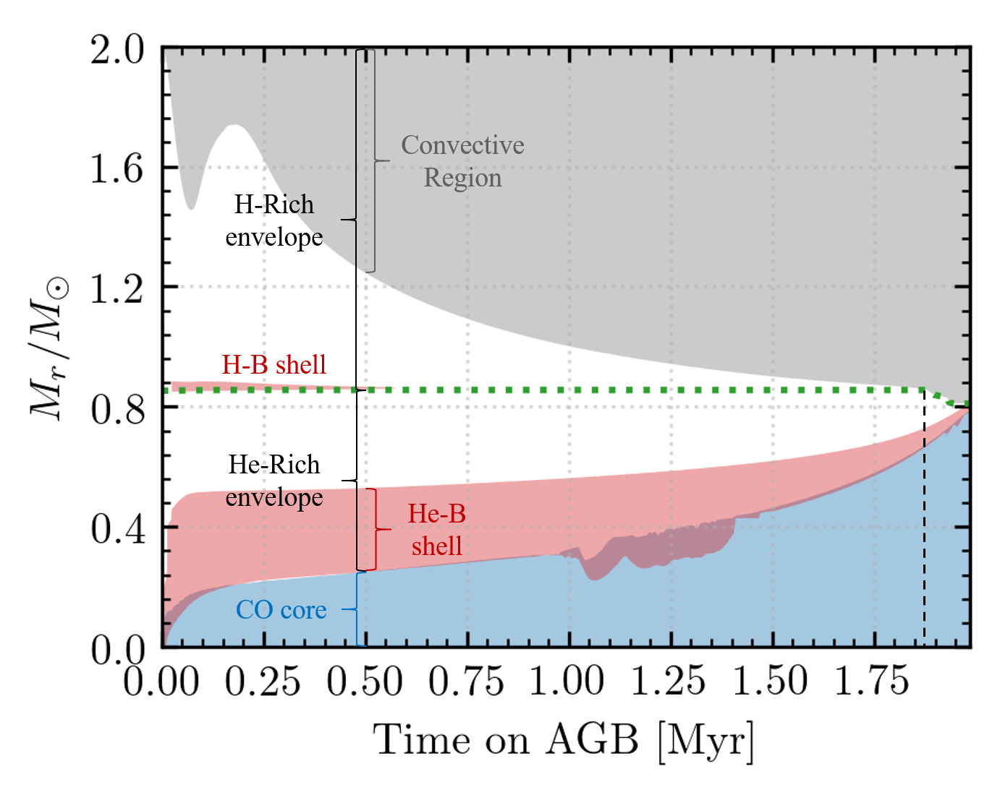 2.0
1.6
1.2
0.8
0.4
0.0
M_r/M_⊙
Convective
Region
H-Rich
envelope
H-B shell
He-Rich
envelope
He-B
shell
CO core
0.00 0.25 0.50 0.75 1.00 1.25 1.50 1.75
Time on AGB [Myr]